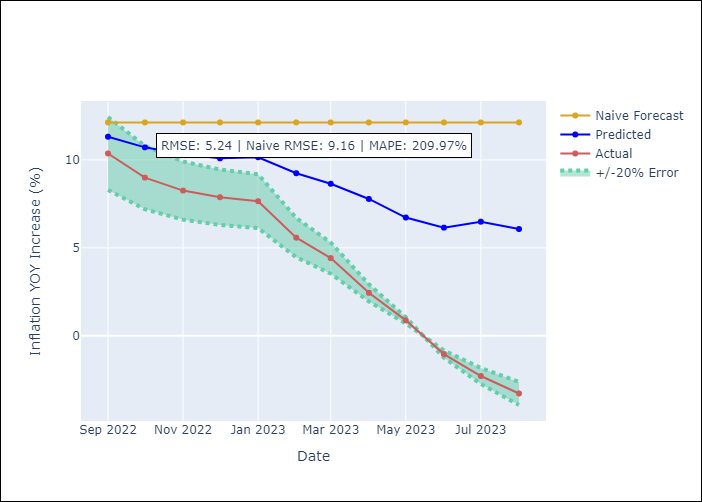 RMSE: 5.24 | Naive RMSE: 9.16 | MAPE: 209.97%
Naive Forecast
Predicted
Actual
+/-20% Error
Inflation YOY Increase (%)
10
5
0
Sep 2022
Nov 2022
Jan 2023
Mar 2023
May 2023
Jul 2023
Date